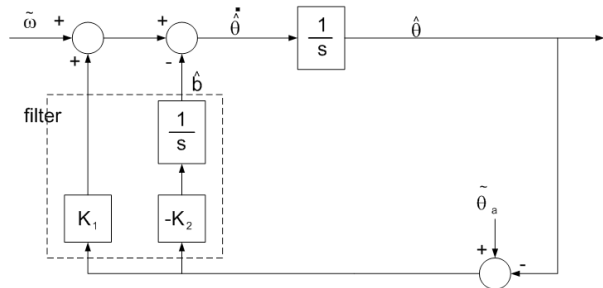 ω̃ + + - θ̂̇ 1/s θ̂
+
b̂
filter
1/s
K₁ -K₂
θ̃ₐ
+ -